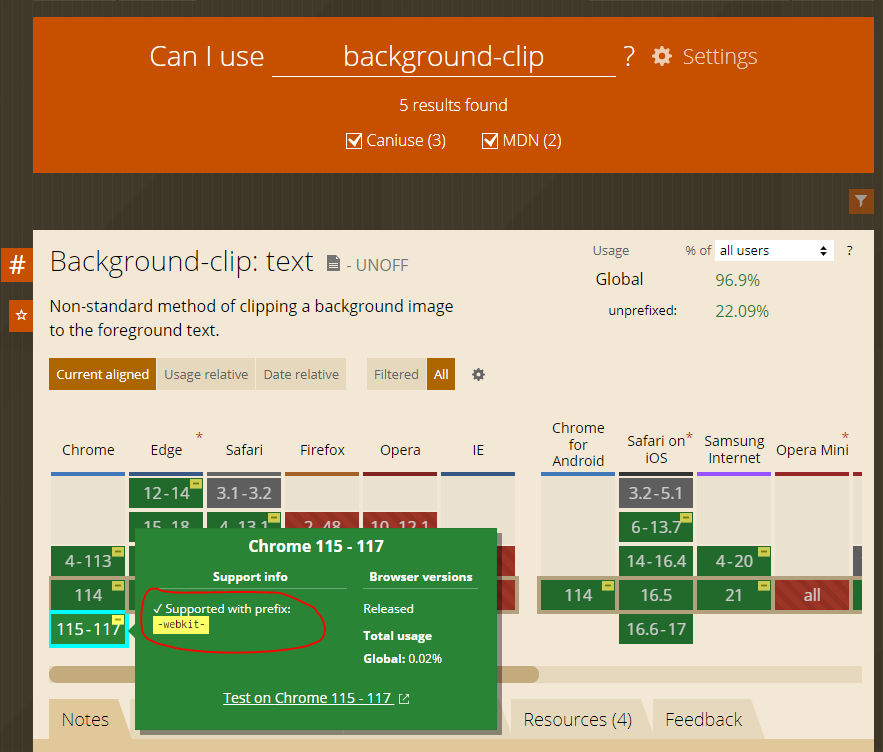 Can I use background-clip ? Settings
5 results found
Caniuse (3) MDN (2)
# Background-clip: text - UNOFF
Usage % of all users ?
Global 96.9%
unprefixed: 22.09%
Non-standard method of clipping a background image
to the foreground text.
Current aligned Usage relative Date relative Filtered All
Chrome Edge * Safari Firefox Opera IE Chrome for Android Safari on iOS * Samsung Internet Opera Mini *
12-14 3.1-3.2 3.2-5.1
15-18 4-13.1 2-48 10-12.1 6-13.7
4-113 14-16.4 4-20
114 114 16.5 21 all
115-117 16.6-17
Chrome 115 - 117
Support info
✓ Supported with prefix:
-webkit-
Browser versions
Released
Total usage
Global: 0.02%
Test on Chrome 115 - 117
Notes Resources (4) Feedback